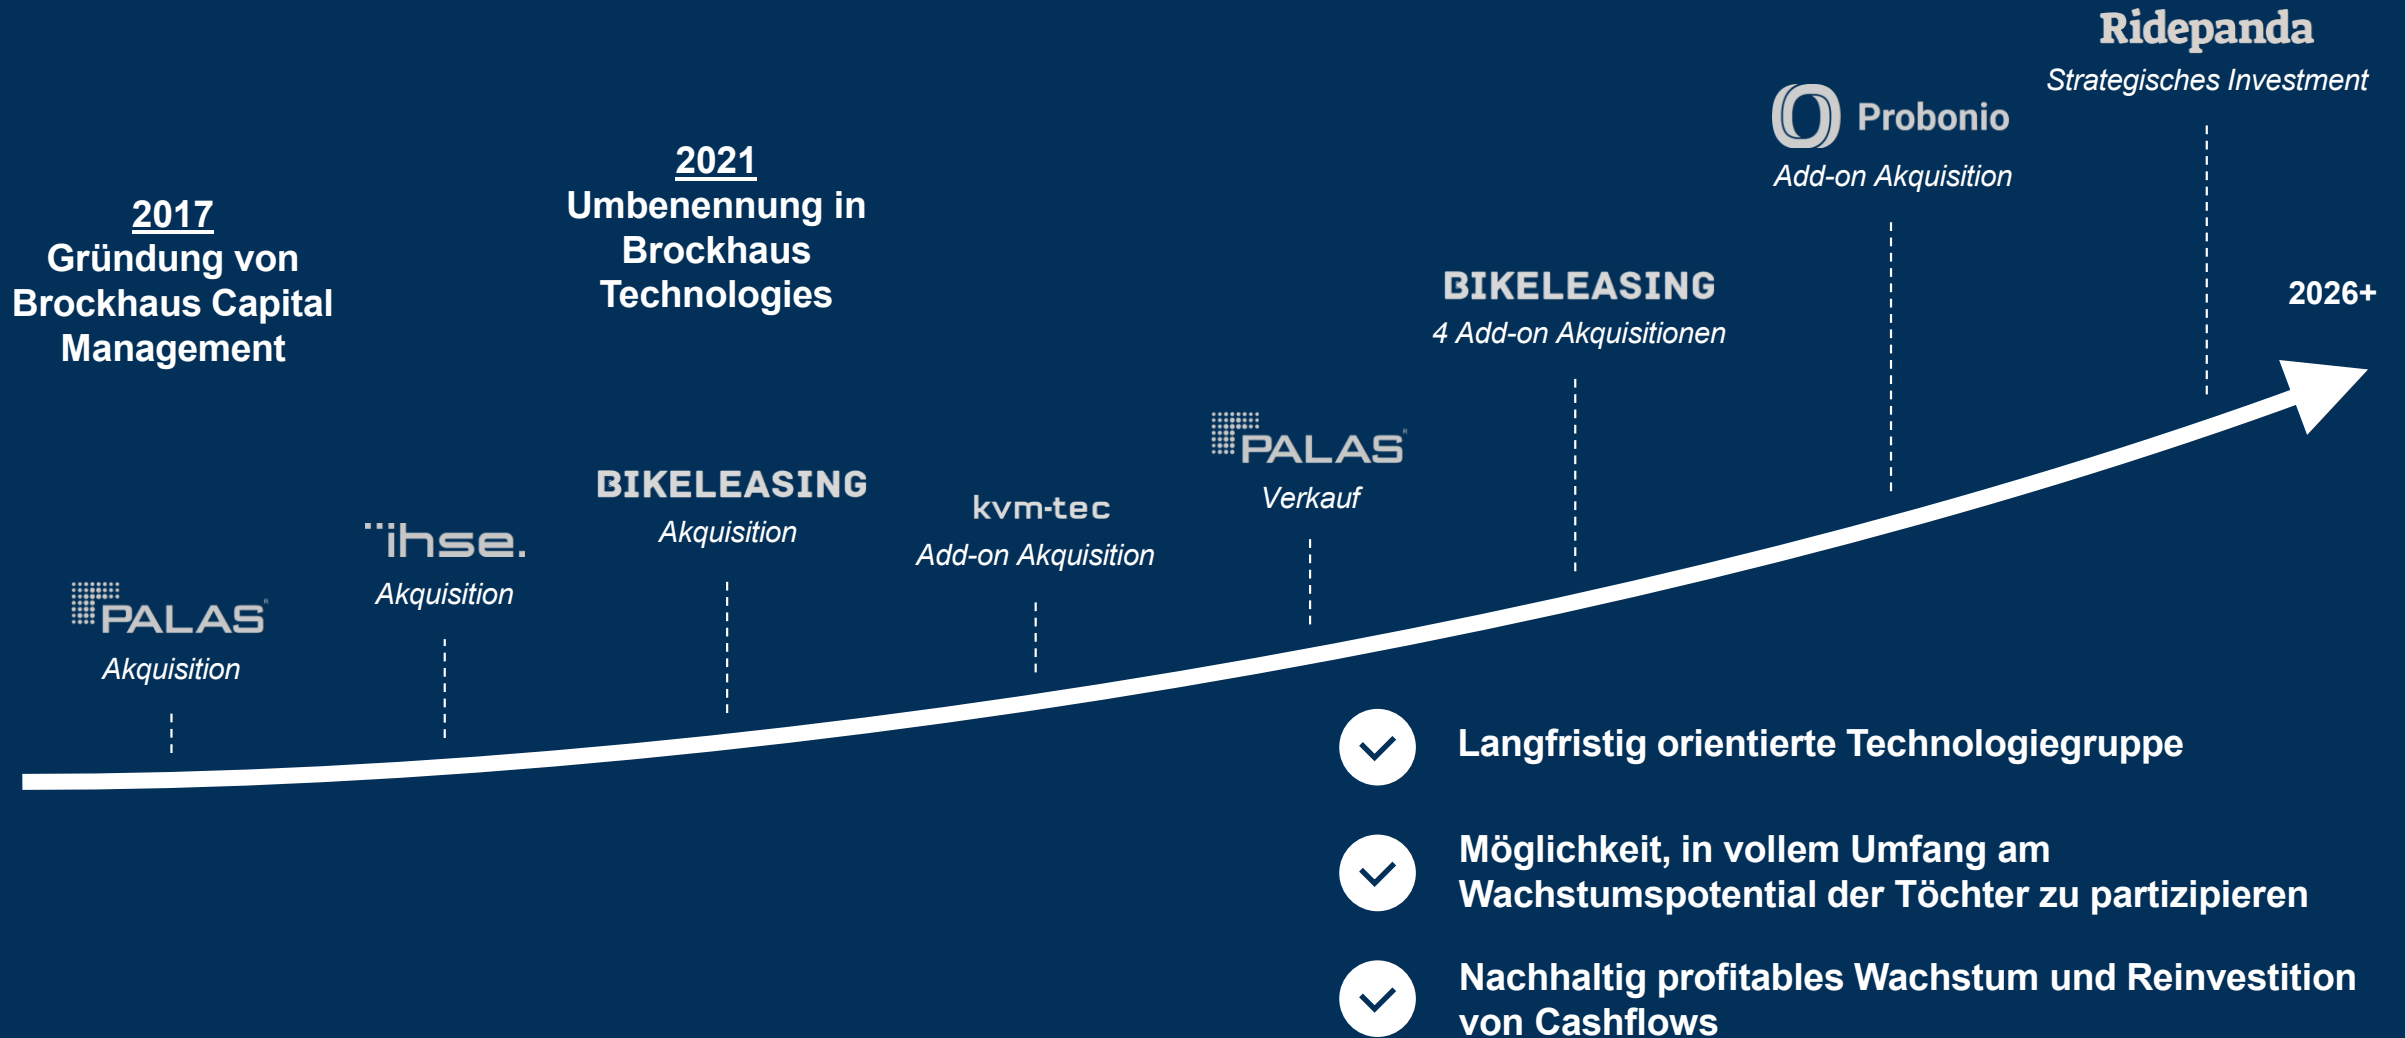 2017
Gründung von
Brockhaus Capital
Management
2021
Umbenennung in
Brockhaus
Technologies
PALAS®
Akquisition
ihse.
Akquisition
BIKELEASING
Akquisition
kvm-tec
Add-on Akquisition
PALAS®
Verkauf
BIKELEASING
4 Add-on Akquisitionen
Probonio
Add-on Akquisition
Ridepanda
Strategisches Investment
2026+
Langfristig orientierte Technologiegruppe
Möglichkeit, in vollem Umfang am
Wachstumspotential der Töchter zu partizipieren
Nachhaltig profitables Wachstum und Reinvestition
von Cashflows